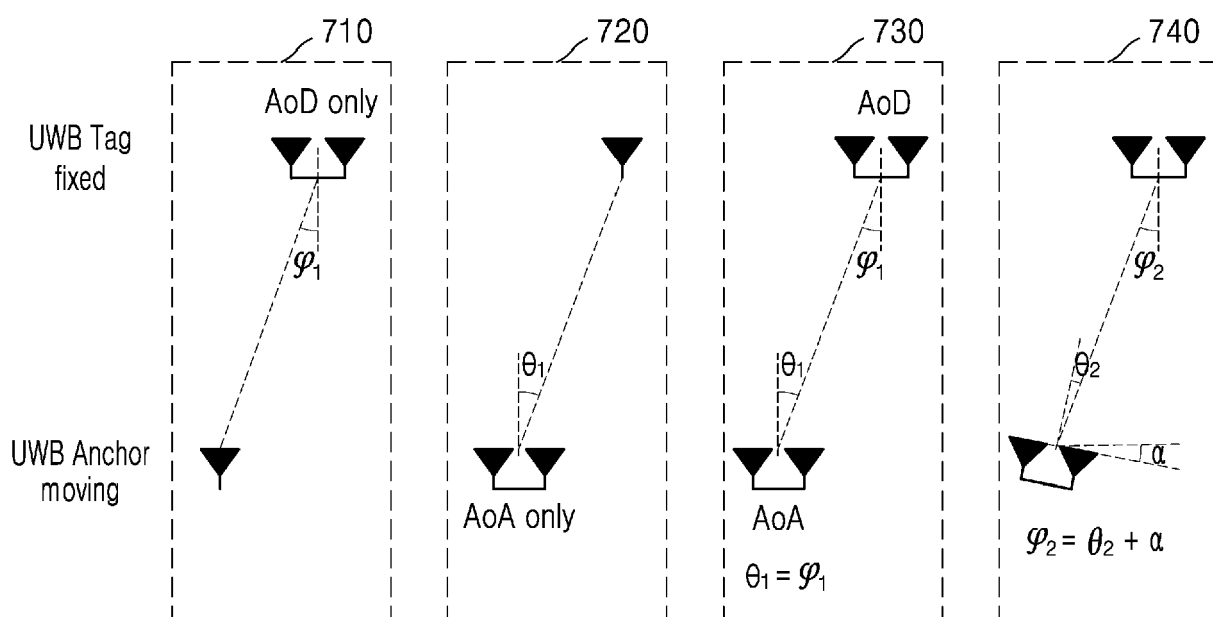 710
720
730
740
AoD only
AoD
UWB Tag
fixed
φ₁
φ₁
φ₂
θ₁
θ₁
θ₂
UWB Anchor
moving
α
AoA only
AoA
θ₁ = φ₁
φ₂ = θ₂ + α